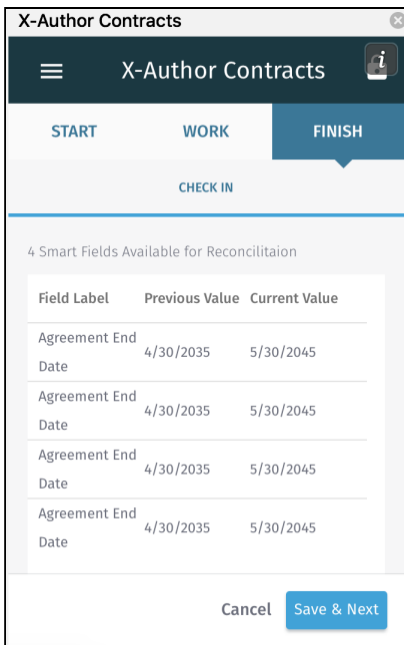 X-Author Contracts
X-Author Contracts
i
START WORK FINISH
CHECK IN
4 Smart Fields Available for Reconcilitaion
Field Label Previous Value Current Value
Agreement End
Date
4/30/2035 5/30/2045
Agreement End
Date
4/30/2035 5/30/2045
Agreement End
Date
4/30/2035 5/30/2045
Agreement End
Date
4/30/2035 5/30/2045
Cancel Save & Next